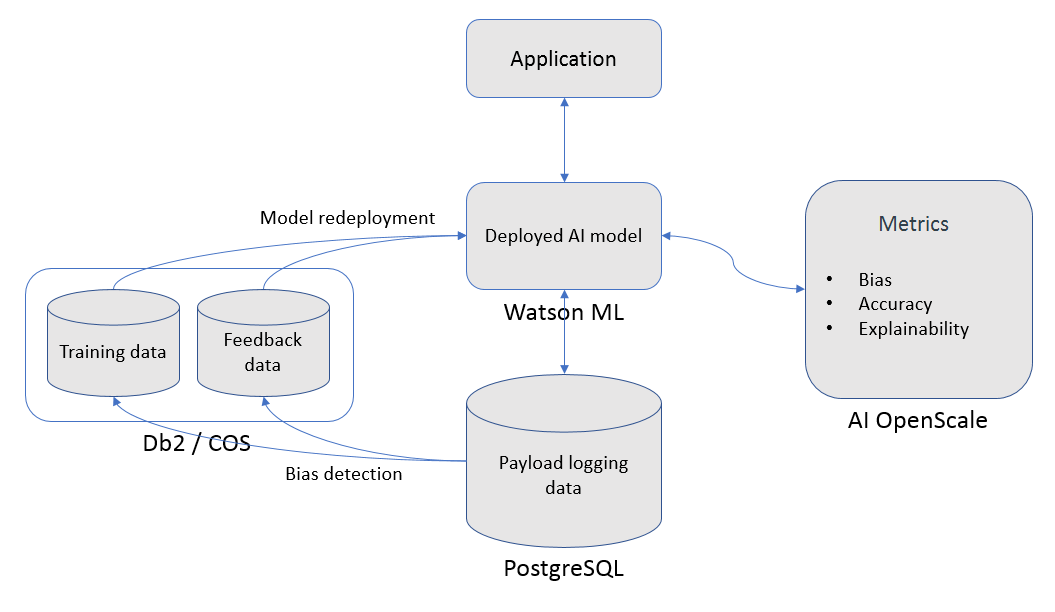 Application
Model redeployment
Deployed AI model
Watson ML
Metrics
• Bias
• Accuracy
• Explainability
AI OpenScale
Training data
Feedback
data
Db2 / COS
Bias detection
Payload logging
data
PostgreSQL